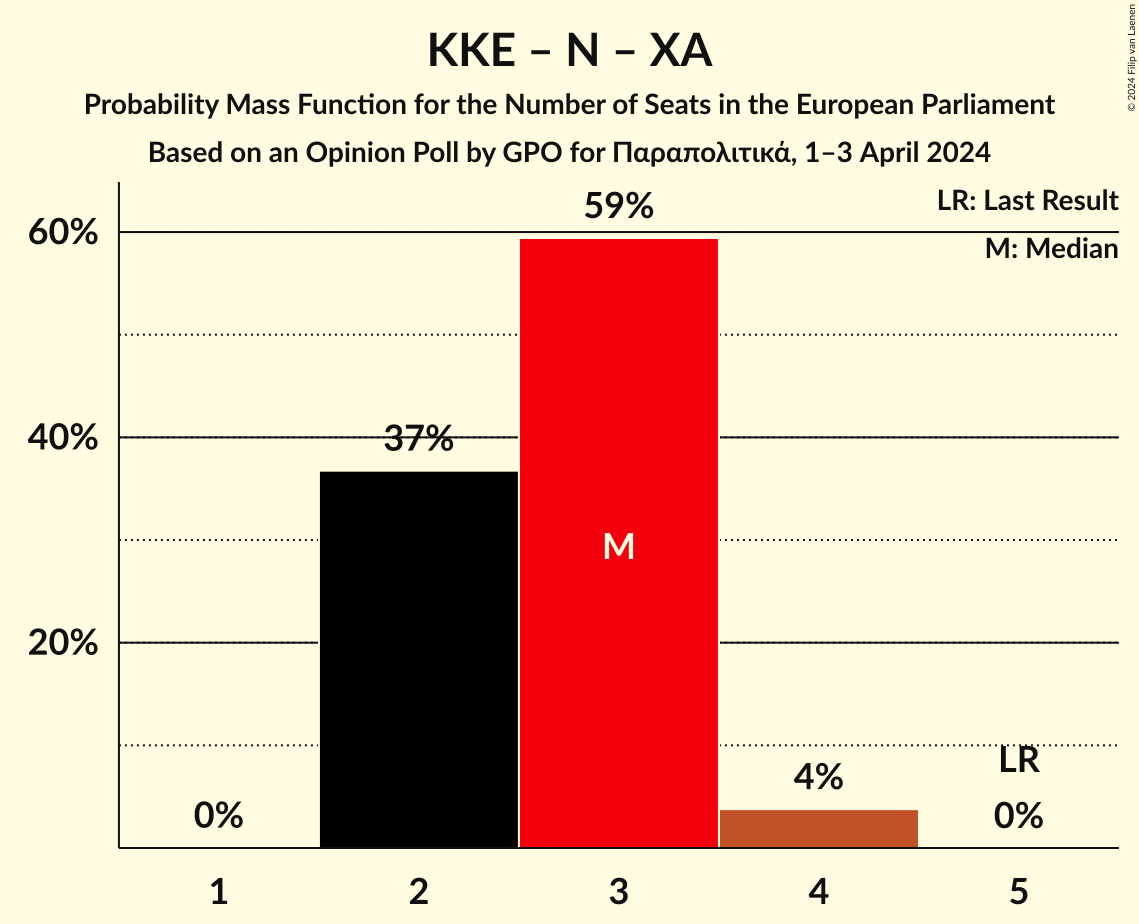 KKE – N – ΧΑ
Probability Mass Function for the Number of Seats in the European Parliament
Based on an Opinion Poll by GPO for Παραπολιτικά, 1–3 April 2024
© 2024 Filip van Laenen
LR: Last Result
M: Median
59%
60%
37%
40%
M
20%
LR
4%
0%
0%
1
2
3
4
5